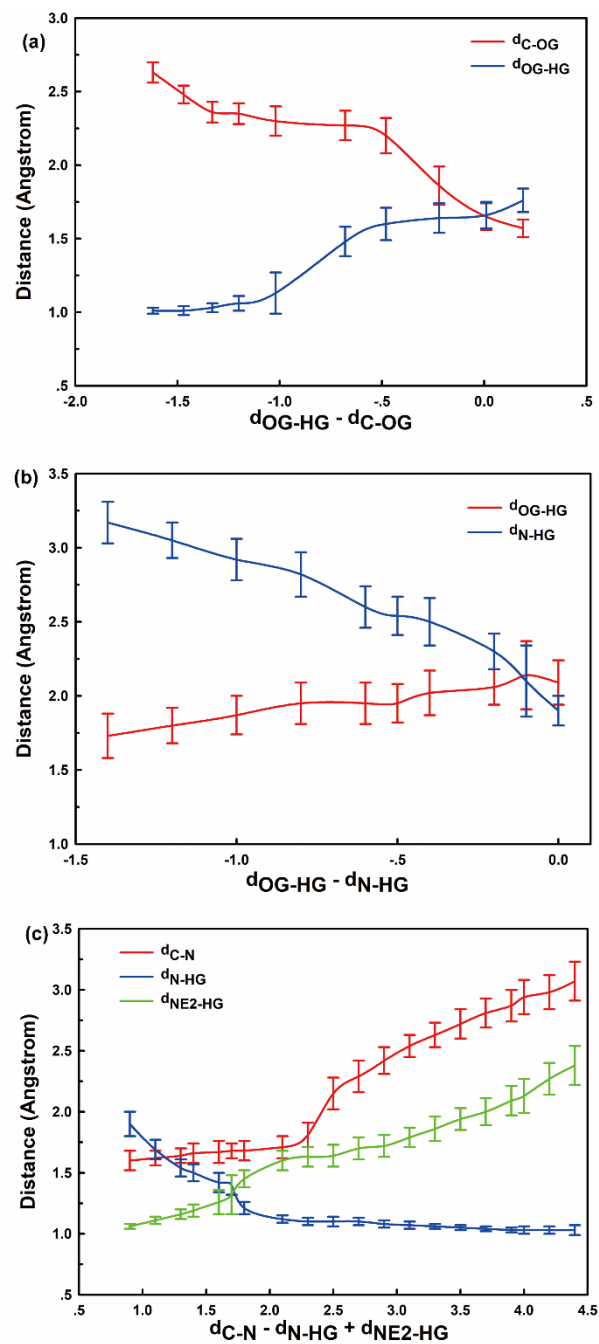 (a)
3.0
2.5
2.0
1.5
1.0
.5
Distance (Angstrom)
dC-OG
dOG-HG
-2.0 -1.5 -1.0 -.5 0.0 .5
dOG-HG - dC-OG
(b)
3.5
3.0
2.5
2.0
1.5
1.0
Distance (Angstrom)
dOG-HG
dN-HG
-1.5 -1.0 -.5 0.0
dOG-HG - dN-HG
(c)
3.5
3.0
2.5
2.0
1.5
1.0
.5
Distance (Angstrom)
dC-N
dN-HG
dNE2-HG
.5 1.0 1.5 2.0 2.5 3.0 3.5 4.0 4.5
dC-N - dN-HG + dNE2-HG